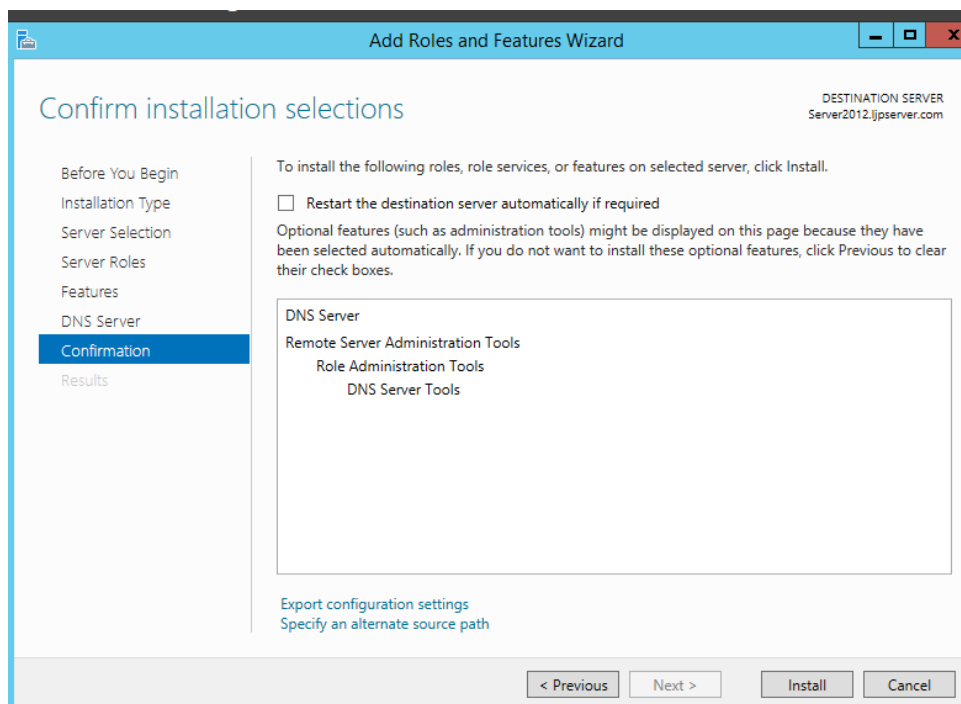 Add Roles and Features Wizard
Confirm installation selections
DESTINATION SERVER
Server2012.ljpserver.com
Before You Begin
Installation Type
Server Selection
Server Roles
Features
DNS Server
Confirmation
Results
To install the following roles, role services, or features on selected server, click Install.
Restart the destination server automatically if required
Optional features (such as administration tools) might be displayed on this page because they have
been selected automatically. If you do not want to install these optional features, click Previous to clear
their check boxes.
DNS Server
Remote Server Administration Tools
Role Administration Tools
DNS Server Tools
Export configuration settings
Specify an alternate source path
< Previous
Next >
Install
Cancel